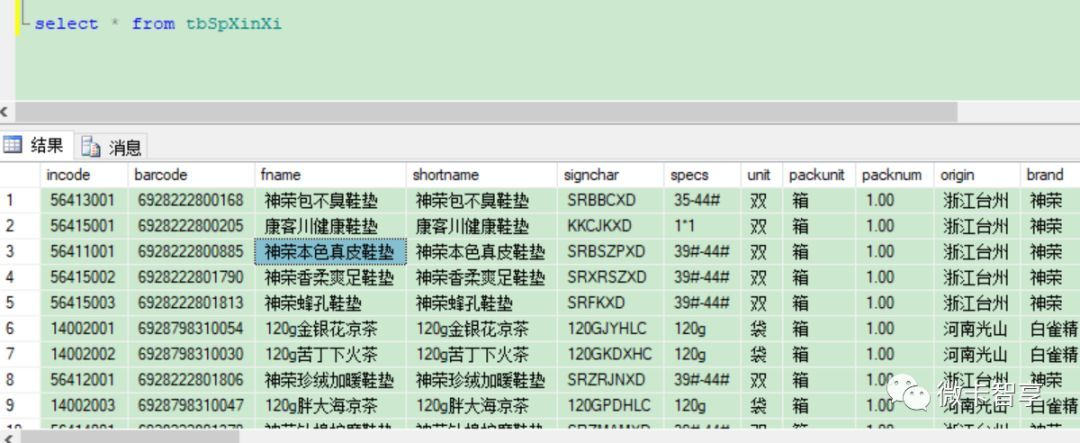 select * from tbSpXinXi
结果 消息
incode barcode fname shortname signchar specs unit packunit packnum origin brand
1 56413001 6928222800168 神荣包不臭鞋垫 神荣包不臭鞋垫 SRBBCXD 35-44# 双 箱 1.00 浙江台州 神荣
2 56415001 6928222800205 康客川健康鞋垫 康客川健康鞋垫 KKCJKXD 1*1 双 箱 1.00 浙江台州 神荣
3 56411001 6928222800885 神荣本色真皮鞋垫 神荣本色真皮鞋垫 SRBSZPXD 39#-44# 双 箱 1.00 浙江台州 神荣
4 56415002 6928222801790 神荣香柔爽足鞋垫 神荣香柔爽足鞋垫 SRXRSZXD 39#-44# 双 箱 1.00 浙江台州 神荣
5 56415003 6928222801813 神荣蜂孔鞋垫 神荣蜂孔鞋垫 SRFKXD 39#-44# 双 箱 1.00 浙江台州 神荣
6 14002001 6928798310054 120g金银花凉茶 120g金银花凉茶 120GJYHLC 120g 袋 箱 1.00 河南光山 白雀精
7 14002002 6928798310030 120g苦丁下火茶 120g苦丁下火茶 120GKDXHC 120g 袋 箱 1.00 河南光山 白雀精
8 56412001 6928222801806 神荣珍绒加暖鞋垫 神荣珍绒加暖鞋垫 SRZRJNXD 39#-44# 双 箱 1.00 浙江台州 神荣
9 14002003 6928798310047 120g胖大海凉茶 120g胖大海凉茶 120GPDHLC 120g 袋 箱 1.00
微卡智享